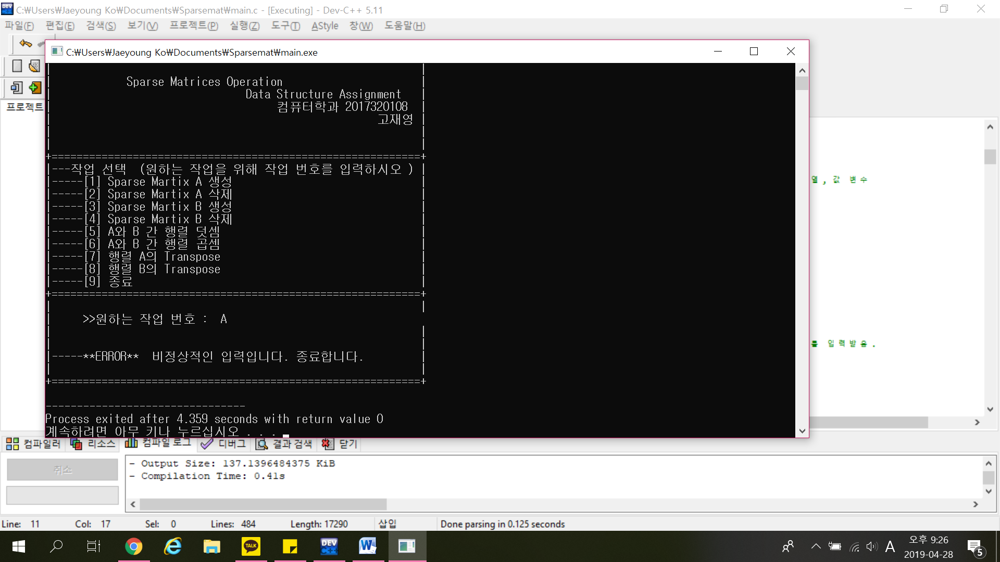 C:\Users\Jaeyoung Ko\Documents\Sparsemat\main.c - [Executing] - Dev-C++ 5.11
파일(F) 편집(E) 검색(S) 보기(V) 프로젝트(P) 실행(Z) 도구(T) AStyle 창(W) 도움말(H)
C:\Users\Jaeyoung Ko\Documents\Sparsemat\main.exe
프로젝트
Sparse Matrices Operation
Data Structure Assignment
컴퓨터학과 2017320108
고재영
+===========================================================+
|---작업 선택  (원하는 작업을 위해 작업 번호를 입력하시오 ) |
|-----[1] Sparse Martix A 생성 |
|-----[2] Sparse Martix A 삭제 |
|-----[3] Sparse Martix B 생성 |
|-----[4] Sparse Martix B 삭제 |
|-----[5] A와 B 간 행렬 덧셈 |
|-----[6] A와 B 간 행렬 곱셈 |
|-----[7] 행렬 A의 Transpose |
|-----[8] 행렬 B의 Transpose |
|-----[9] 종료 |
+===========================================================+
| >>원하는 작업 번호 :  A
|-----**ERROR**  비정상적인 입력입니다. 종료합니다. |
+===========================================================+
--------------------------------
Process exited after 4.359 seconds with return value 0
계속하려면 아무 키나 누르십시오 . . .
열, 값 변수
를 입력받음.
컴파일러 리소스 컴파일 로그 디버그 결과 검색 닫기
취소
- Output Size: 137.1396484375 KiB
- Compilation Time: 0.41s
Line: 11 Col: 17 Sel: 0 Lines: 484 Length: 17290 삽입 Done parsing in 0.125 seconds
TALK
DEV C++
W
A
오후 9:26
2019-04-28
5